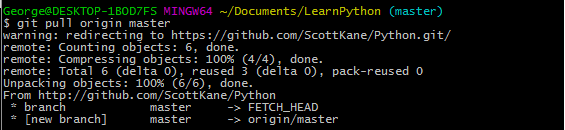 George@DESKTOP-1BOD7FS MINGW64 ~/Documents/LearnPython (master)
$ git pull origin master
warning: redirecting to https://github.com/ScottKane/Python.git/
remote: Counting objects: 6, done.
remote: Compressing objects: 100% (4/4), done.
remote: Total 6 (delta 0), reused 3 (delta 0), pack-reused 0
Unpacking objects: 100% (6/6), done.
From http://github.com/ScottKane/Python
 * branch            master     -> FETCH_HEAD
 * [new branch]      master     -> origin/master